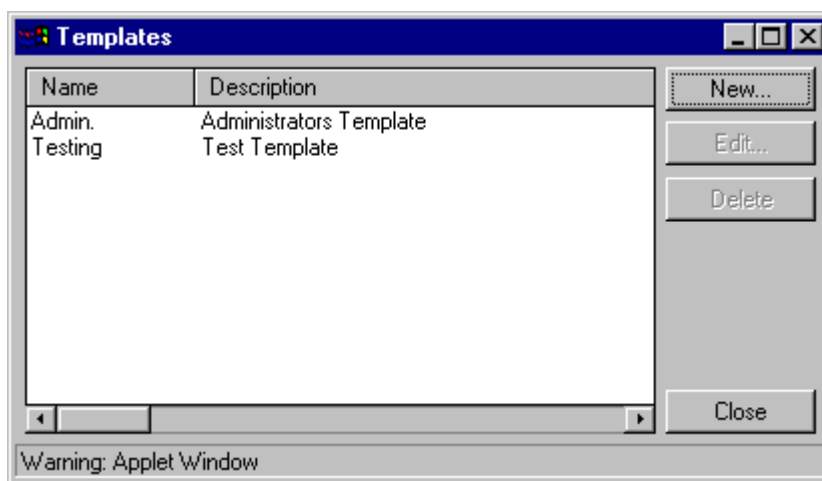 Templates
Name Description New...
Admin. Administrators Template
Testing Test Template
Edit...
Delete
Close
Warning: Applet Window